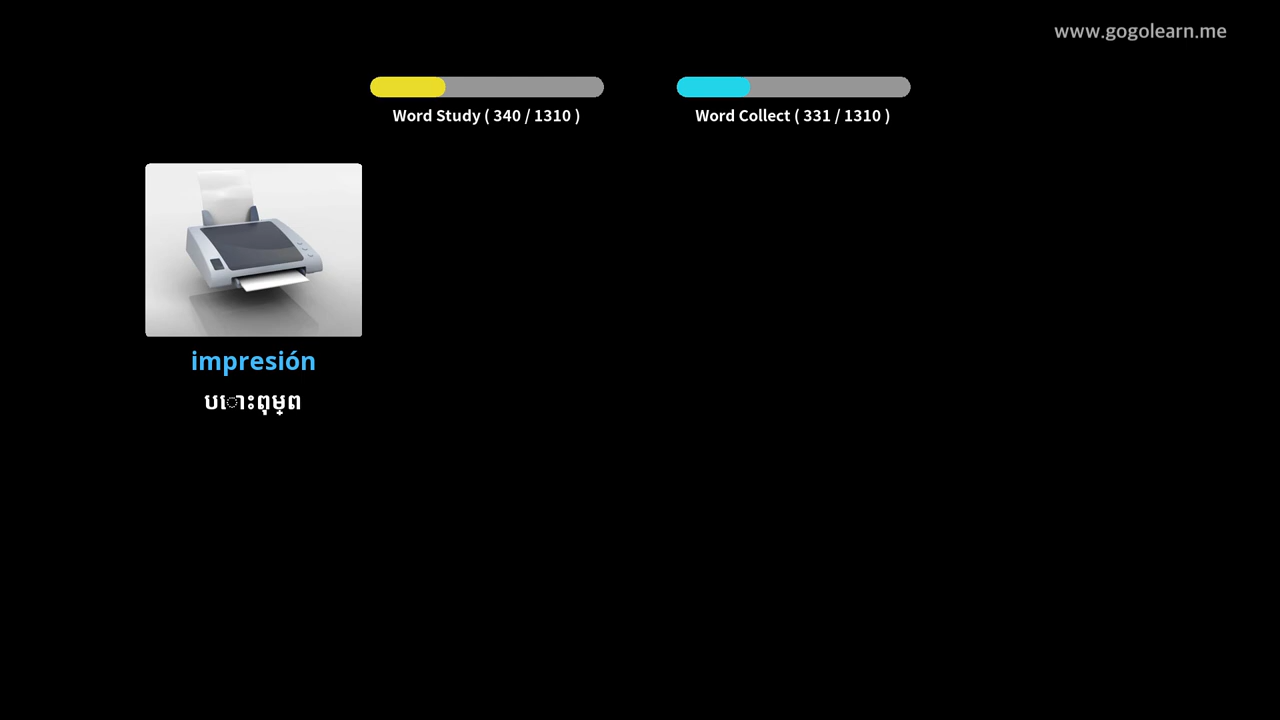 www.gogolearn.me
Word Study ( 340 / 1310 )
Word Collect ( 331 / 1310 )
impresión
បោះពុម្ព